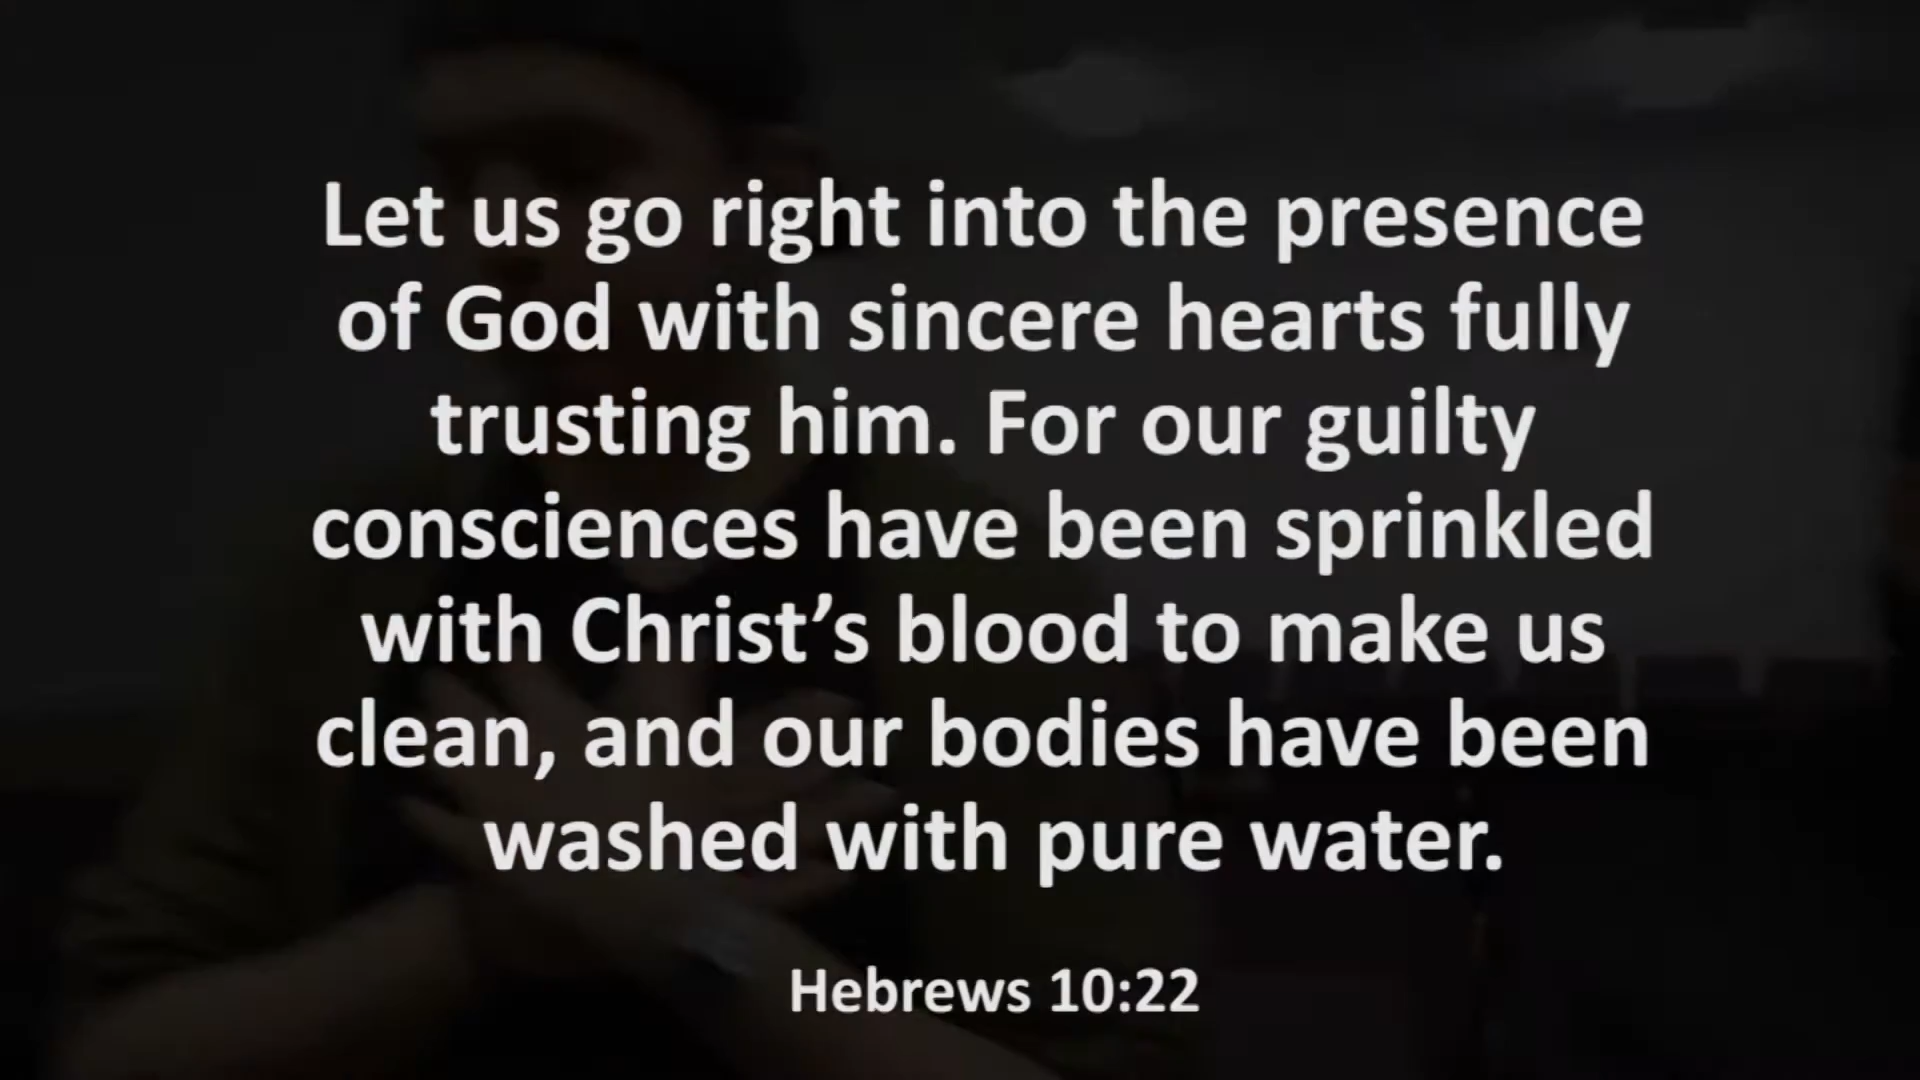 Let us go right into the presence
of God with sincere hearts fully
trusting him. For our guilty
consciences have been sprinkled
with Christ’s blood to make us
clean, and our bodies have been
washed with pure water.
Hebrews 10:22